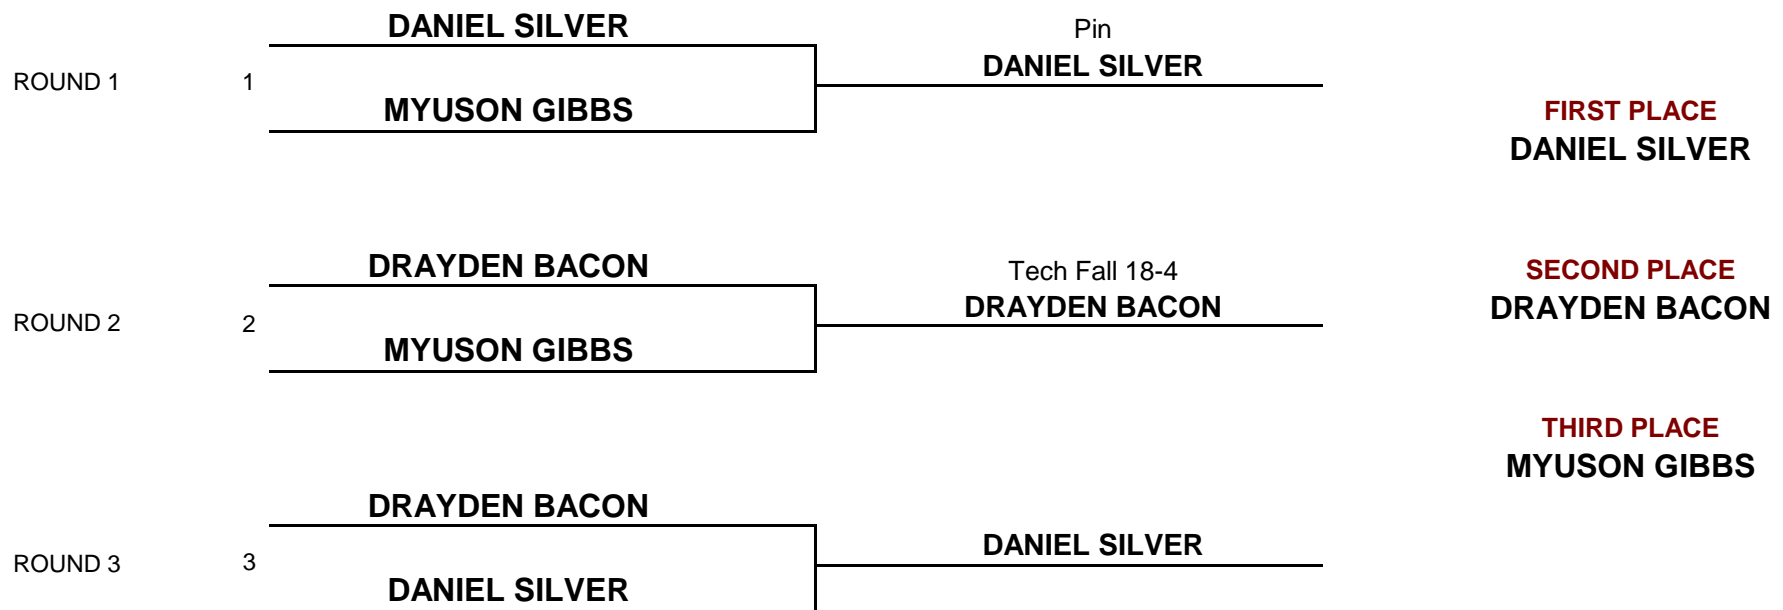 DANIEL SILVER
Pin
ROUND 1
1
DANIEL SILVER
MYUSON GIBBS
FIRST PLACE
DANIEL SILVER
DRAYDEN BACON
Tech Fall 18-4
SECOND PLACE
ROUND 2
2
DRAYDEN BACON
DRAYDEN BACON
MYUSON GIBBS
THIRD PLACE
MYUSON GIBBS
DRAYDEN BACON
ROUND 3
3
DANIEL SILVER
DANIEL SILVER